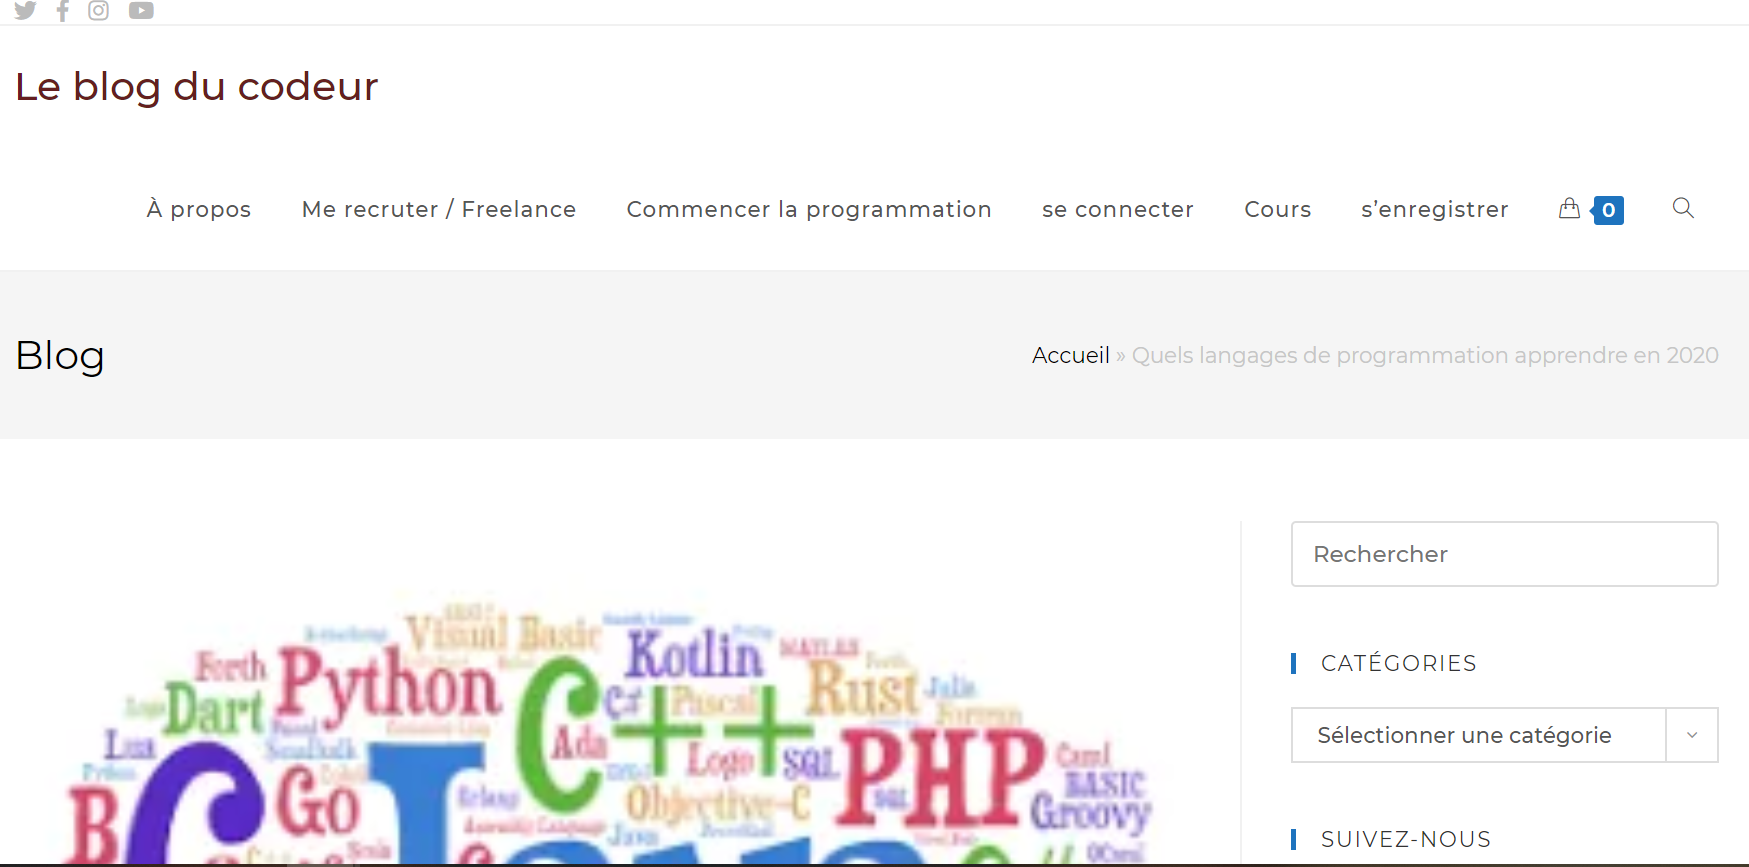 Le blog du codeur
À propos Me recruter / Freelance Commencer la programmation se connecter Cours s’enregistrer 0
Blog
Accueil » Quels langages de programmation apprendre en 2020
Rechercher
CATÉGORIES
Sélectionner une catégorie
SUIVEZ-NOUS
Visual Basic
Kotlin
MATLAB
Forth
Python
C++
C#
Pascal
Rust
Julia
Fortran
Dart
Lua
Smalltalk
Ada
Logo
SQL
PHP
Caml
BASIC
Go
Erlang
Objective-C
SQL
Groovy
Assembly Language
Java
Scala
OCaml